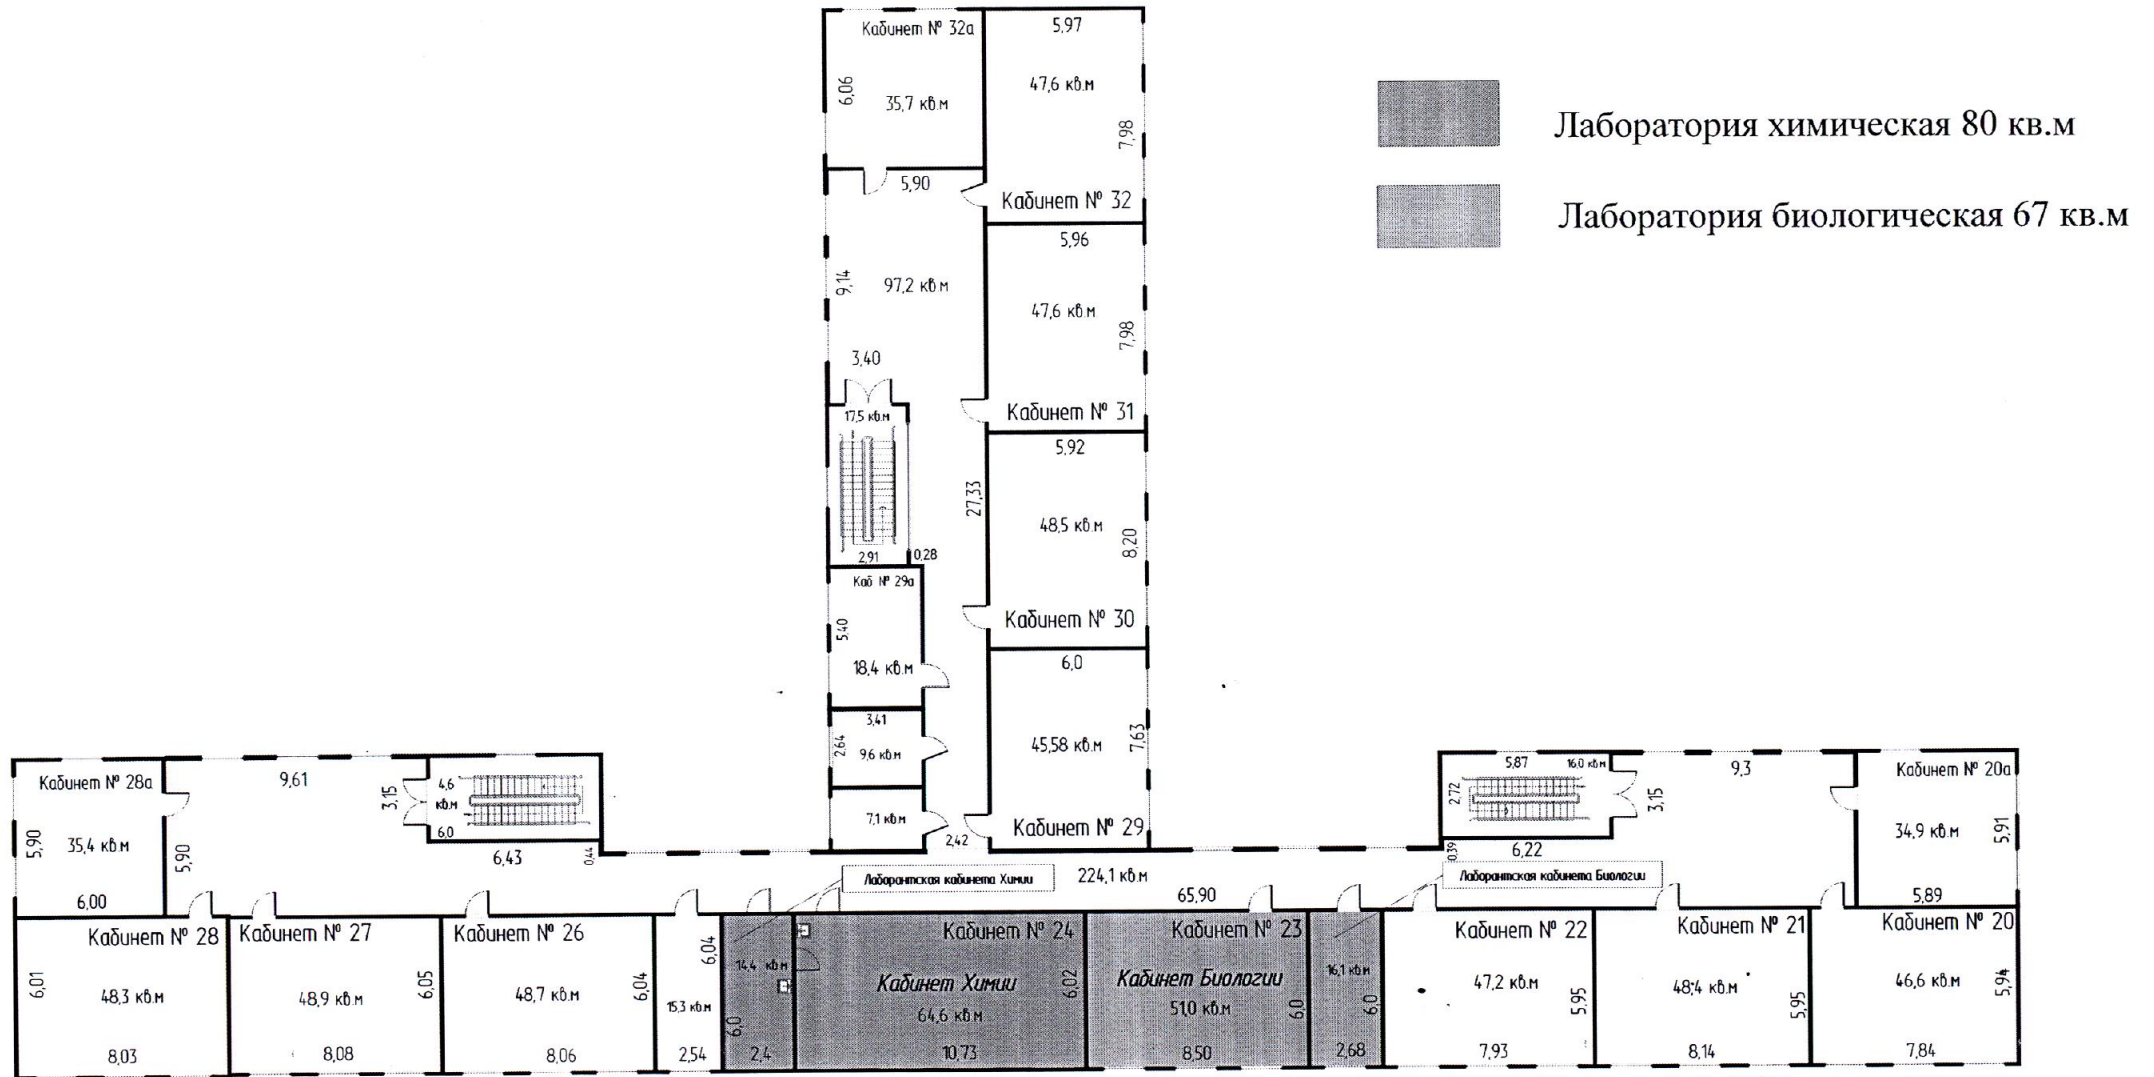 Кабинет № 32а
6,06
35,7 кв.м
5,97
47,6 кв.м
7,98
Кабинет № 32
Лаборатория химическая 80 кв.м
Лаборатория биологическая 67 кв.м
5,90
9,14
97,2 кв.м
3,40
5,96
47,6 кв.м
7,98
Кабинет № 31
17,5 кв.м
2,91
0,28
27,33
5,92
48,5 кв.м
8,20
Кабинет № 30
Каб № 29а
5,40
18,4 кв.м
3,41
2,64
9,6 кв.м
7,1 кв.м
2,42
6,0
45,58 кв.м
7,63
Кабинет № 29
Кабинет № 28а
5,90
35,4 кв.м
6,00
9,61
5,90
3,15
4,6
кв.м
6,0
6,43
0,44
5,87
16,0 кв.м
2,72
3,15
9,3
0,39
6,22
Кабинет № 20а
34,9 кв.м
5,91
5,89
Лаборантская кабинета Химии
224,1 кв.м
65,90
Лаборантская кабинета Биологии
Кабинет № 28
6,01
48,3 кв.м
8,03
Кабинет № 27
48,9 кв.м
6,05
8,08
Кабинет № 26
48,7 кв.м
6,04
8,06
6,04
15,3 кв.м
2,54
14,4 кв.м
6,0
2,4
Кабинет № 24
Кабинет Химии
64,6 кв.м
6,02
10,73
Кабинет № 23
Кабинет Биологии
51,0 кв.м
6,0
8,50
16,1 кв.м
6,0
2,68
Кабинет № 22
47,2 кв.м
5,95
7,93
Кабинет № 21
48,4 кв.м
5,95
8,14
Кабинет № 20
46,6 кв.м
5,94
7,84